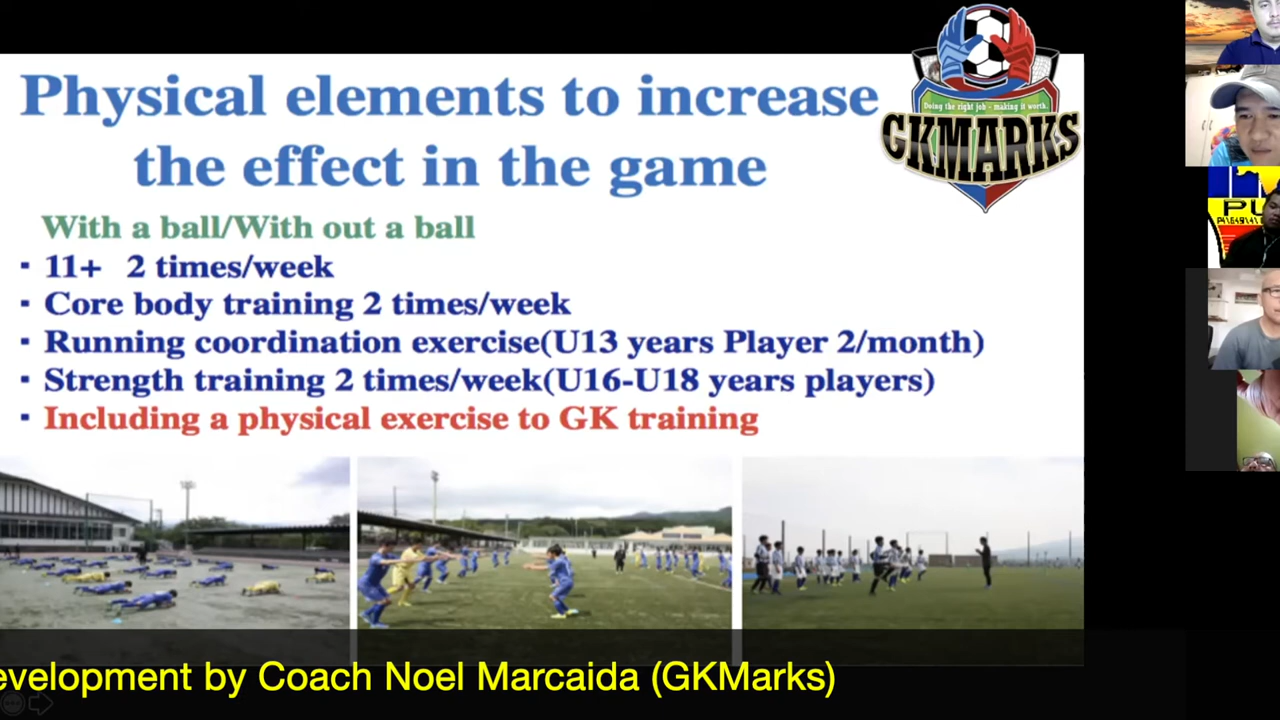 Physical elements to increase
the effect in the game
Doing the right job - making it worth.
GKMARKS
With a ball/With out a ball
▪ 11+ 2 times/week
▪ Core body training 2 times/week
▪ Running coordination exercise(U13 years Player 2/month)
▪ Strength training 2 times/week(U16-U18 years players)
▪ Including a physical exercise to GK training
PU
evelopment by Coach Noel Marcaida (GKMarks)